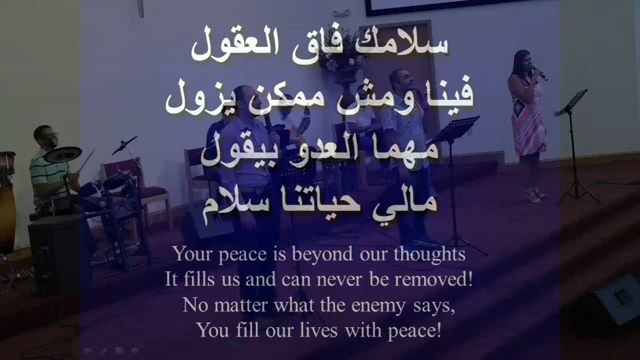 سلامك فاق العقول
فينا ومش ممكن يزول
مهما العدو بيقول
مالي حياتنا سلام
Your peace is beyond our thoughts
It fills us and can never be removed!
No matter what the enemy says,
You fill our lives with peace!